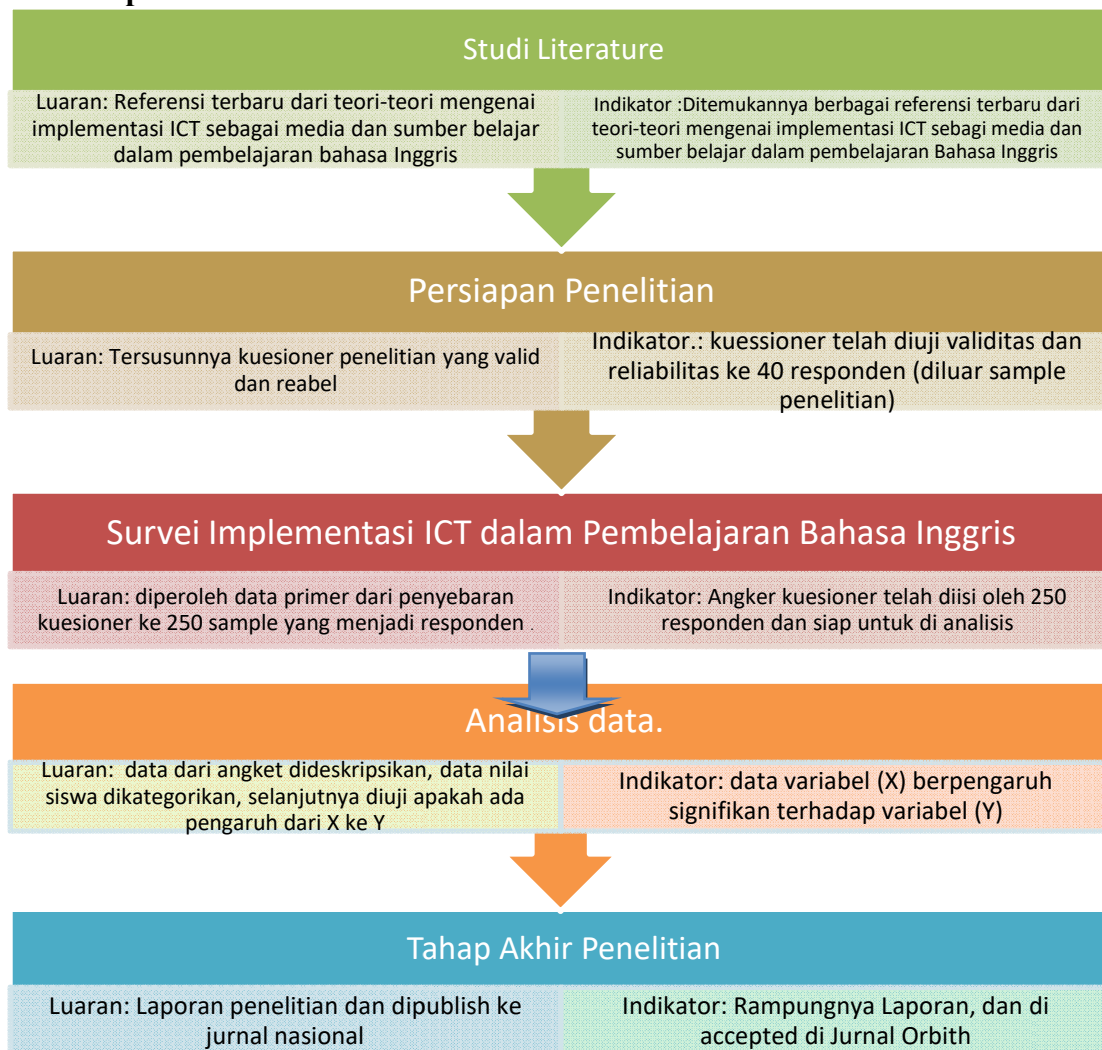 Studi Literature
Luaran: Referensi terbaru dari teori-teori mengenai
implementasi ICT sebagai media dan sumber belajar
dalam pembelajaran bahasa Inggris
Indikator :Ditemukannya berbagai referensi terbaru dari
teori-teori mengenai implementasi ICT sebagi media dan
sumber belajar dalam pembelajaran Bahasa Inggris
Persiapan Penelitian
Luaran: Tersusunnya kuesioner penelitian yang valid
dan reabel
Indikator.: kuessioner telah diuji validitas dan
reliabilitas ke 40 responden (diluar sample
penelitian)
Survei Implementasi ICT dalam Pembelajaran Bahasa Inggris
Luaran: diperoleh data primer dari penyebaran
kuesioner ke 250 sample yang menjadi responden .
Indikator: Angker kuesioner telah diisi oleh 250
responden dan siap untuk di analisis
Analisis data.
Luaran:  data dari angket dideskripsikan, data nilai
siswa dikategorikan, selanjutnya diuji apakah ada
pengaruh dari X ke Y
Indikator: data variabel (X) berpengaruh
signifikan terhadap variabel (Y)
Tahap Akhir Penelitian
Luaran: Laporan penelitian dan dipublish ke
jurnal nasional
Indikator: Rampungnya Laporan, dan di
accepted di Jurnal Orbith